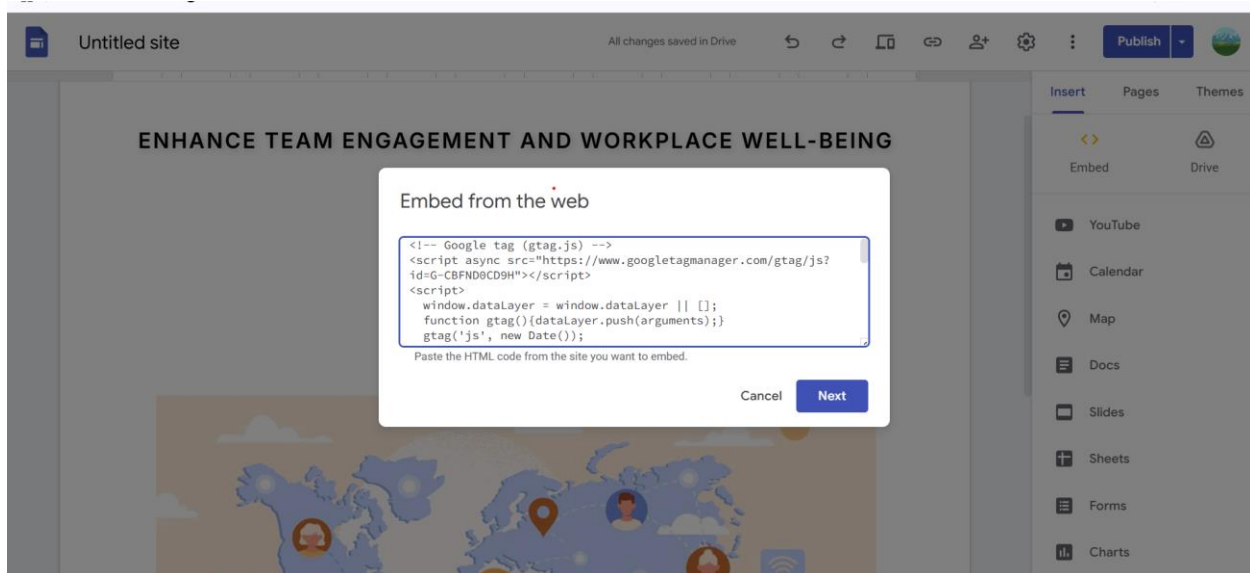 Untitled site
All changes saved in Drive
Publish
Insert Pages Themes
ENHANCE TEAM ENGAGEMENT AND WORKPLACE WELL-BEING
Embed Drive
Embed from the web
<!-- Google tag (gtag.js) -->
<script async src="https://www.googletagmanager.com/gtag/js?
id=G-CBFND0CD9H"></script>
<script>
window.dataLayer = window.dataLayer || [];
function gtag(){dataLayer.push(arguments);}
gtag('js', new Date());
Paste the HTML code from the site you want to embed.
Cancel Next
YouTube
Calendar
Map
Docs
Slides
Sheets
Forms
Charts